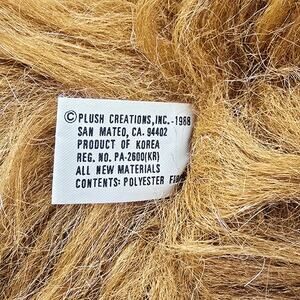 ©PLUSH CREATIONS, INC.-1988
SAN MATEO, CA. 94402
PRODUCT OF KOREA
REG. NO. PA-2600(KR)
ALL NEW MATERIALS
CONTENTS: POLYESTER